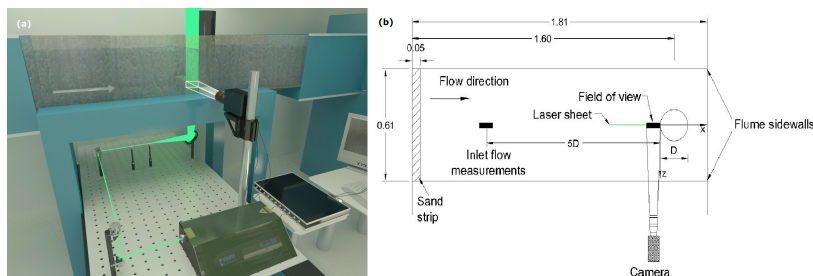 (a)
(b)
1.81
1.60
0.05
Flow direction
Field of view
Laser sheet
0.61
x
Flume sidewalls
5D
D
Inlet flow
measurements
z
Sand
strip
Camera